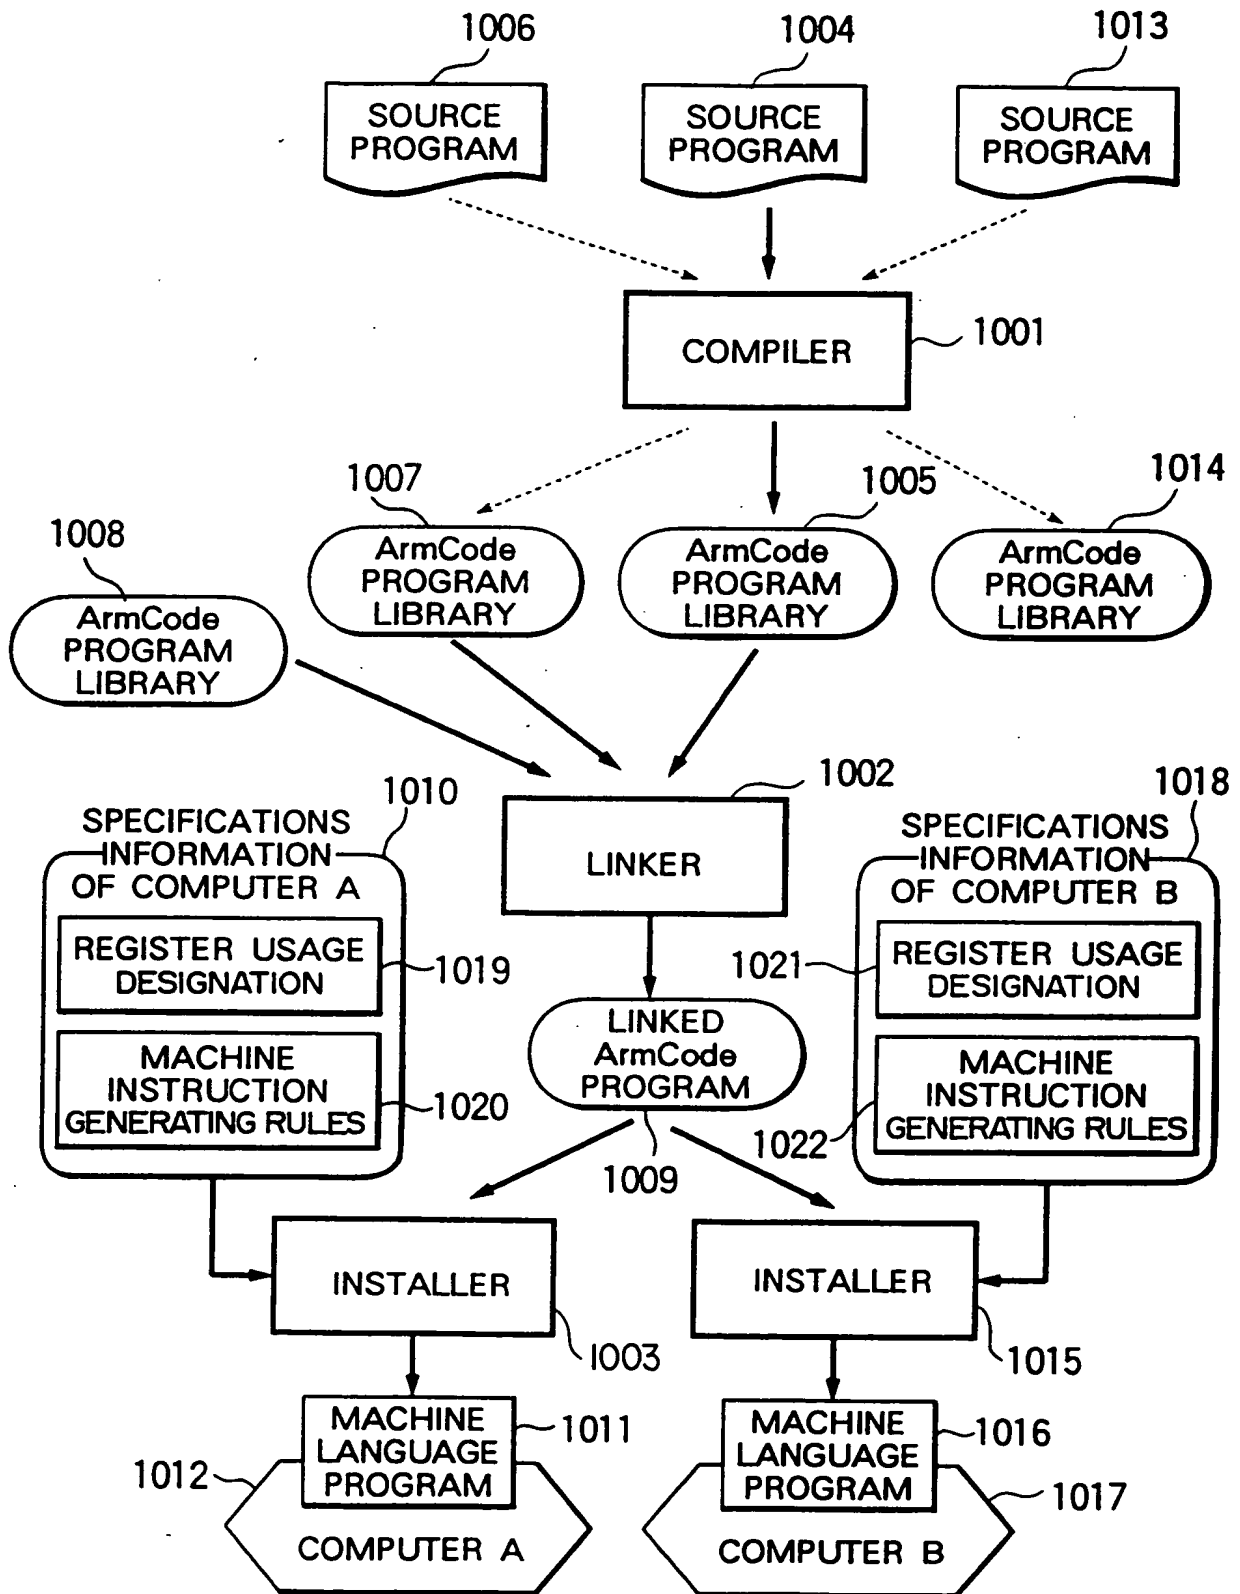 1006
1004
1013
SOURCE
PROGRAM
SOURCE
PROGRAM
SOURCE
PROGRAM
COMPILER
1001
1007
1005
1014
1008
ArmCode
PROGRAM
LIBRARY
ArmCode
PROGRAM
LIBRARY
ArmCode
PROGRAM
LIBRARY
ArmCode
PROGRAM
LIBRARY
1002
LINKER
1010
SPECIFICATIONS
INFORMATION
OF COMPUTER A
REGISTER USAGE
DESIGNATION
1019
MACHINE
INSTRUCTION
GENERATING RULES
1020
1018
SPECIFICATIONS
INFORMATION
OF COMPUTER B
1021
REGISTER USAGE
DESIGNATION
MACHINE
INSTRUCTION
GENERATING RULES
1022
LINKED
ArmCode
PROGRAM
1009
INSTALLER
1003
INSTALLER
1015
MACHINE
LANGUAGE
PROGRAM
1011
1012
COMPUTER A
MACHINE
LANGUAGE
PROGRAM
1016
1017
COMPUTER B